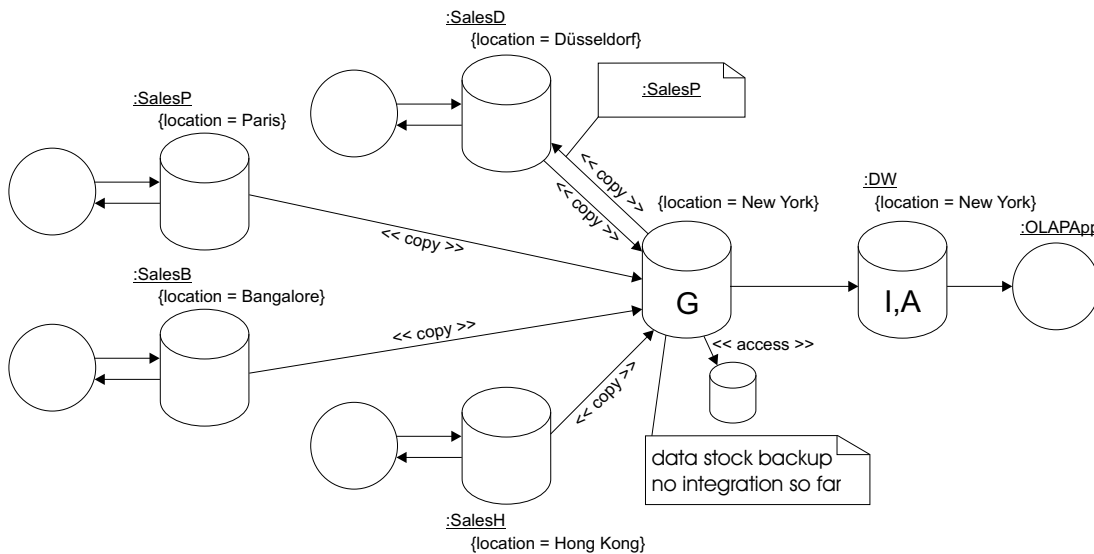 :SalesD
{location = Düsseldorf}
:SalesP
:SalesP
{location = Paris}
<< copy >>
<< copy >>
<< copy >>
{location = New York}
:DW
{location = New York}
:OLAPApp
:SalesB
{location = Bangalore}
G
I,A
<< copy >>
<< access >>
<< copy >>
data stock backup
no integration so far
:SalesH
{location = Hong Kong}